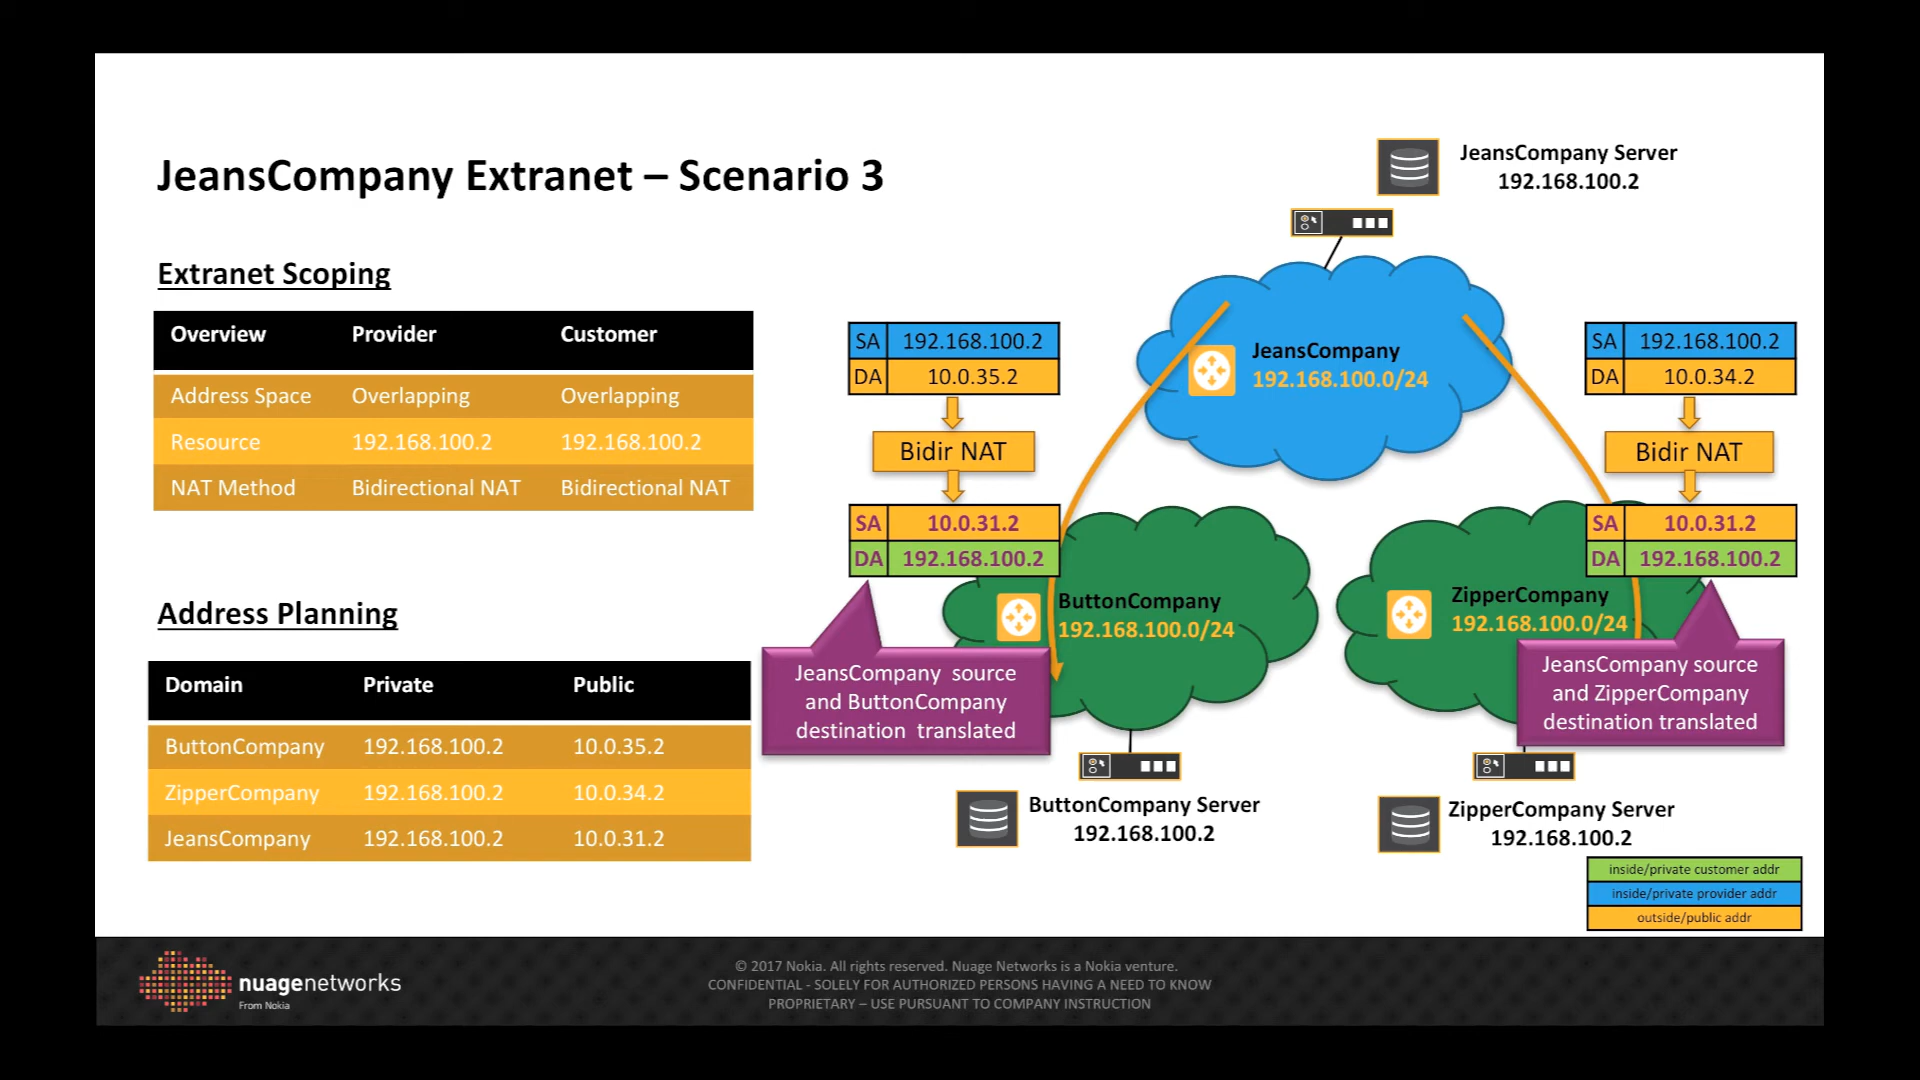 JeansCompany Extranet – Scenario 3
Extranet Scoping
Overview Provider Customer
Address Space Overlapping Overlapping
Resource 192.168.100.2 192.168.100.2
NAT Method Bidirectional NAT Bidirectional NAT
Address Planning
Domain Private Public
ButtonCompany 192.168.100.2 10.0.35.2
ZipperCompany 192.168.100.2 10.0.34.2
JeansCompany 192.168.100.2 10.0.31.2
JeansCompany Server
192.168.100.2
JeansCompany
192.168.100.0/24
SA 192.168.100.2
DA 10.0.35.2
Bidir NAT
SA 10.0.31.2
DA 192.168.100.2
JeansCompany source
and ButtonCompany
destination translated
ButtonCompany
192.168.100.0/24
ButtonCompany Server
192.168.100.2
SA 192.168.100.2
DA 10.0.34.2
Bidir NAT
SA 10.0.31.2
DA 192.168.100.2
ZipperCompany
192.168.100.0/24
JeansCompany source
and ZipperCompany
destination translated
ZipperCompany Server
192.168.100.2
inside/private customer addr
inside/private provider addr
outside/public addr
nuagenetworks
From Nokia
© 2017 Nokia. All rights reserved. Nuage Networks is a Nokia venture.
CONFIDENTIAL - SOLELY FOR AUTHORIZED PERSONS HAVING A NEED TO KNOW
PROPRIETARY – USE PURSUANT TO COMPANY INSTRUCTION